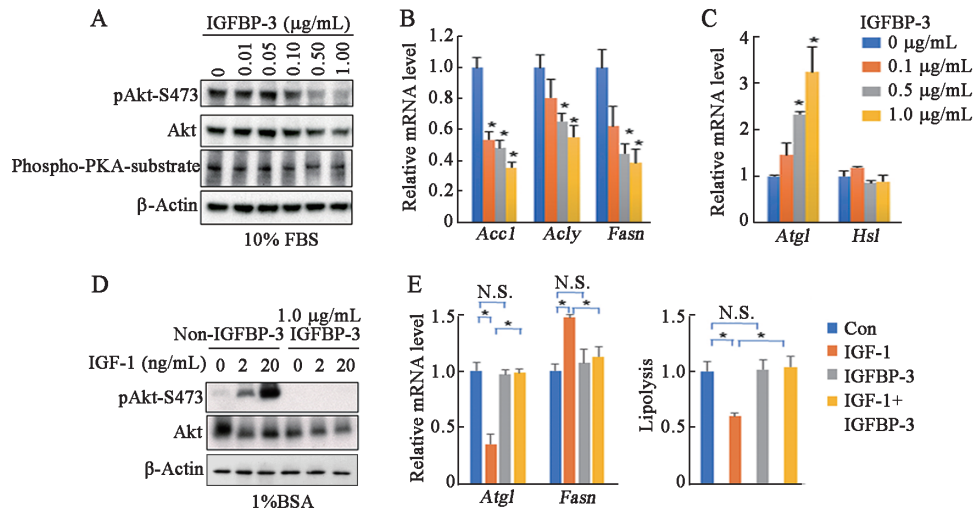 A
IGFBP-3 (μg/mL)
0 0.01 0.05 0.10 0.50 1.00
pAkt-S473
Akt
Phospho-PKA-substrate
β-Actin
10% FBS
B
Relative mRNA level
1.2
1.0
0.8
0.6
0.4
0.2
0
* * *
* *
* *
Acc1 Acly Fasn
C
Relative mRNA level
4
3
2
1
0
* *
Atgl Hsl
IGFBP-3
0 μg/mL
0.1 μg/mL
0.5 μg/mL
1.0 μg/mL
D
1.0 μg/mL
Non-IGFBP-3 IGFBP-3
IGF-1 (ng/mL) 0 2 20 0 2 20
pAkt-S473
Akt
β-Actin
1%BSA
E
Relative mRNA level
1.5
1.0
0.5
0
N.S. N.S.
* * * *
Atgl Fasn
Lipolysis
1.5
1.0
0.5
0
N.S.
* *
Con
IGF-1
IGFBP-3
IGF-1+
IGFBP-3